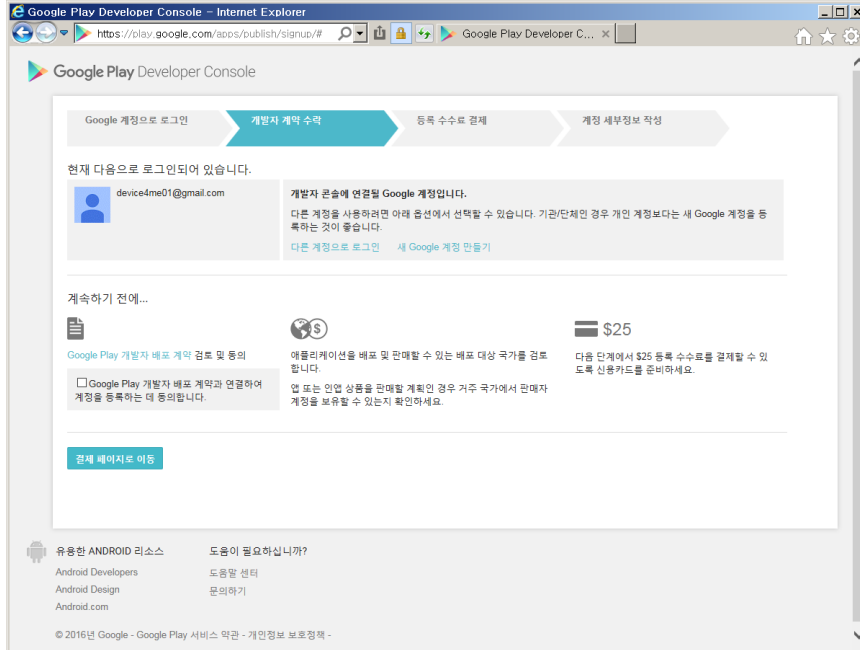 Google Play Developer Console - Internet Explorer
https://play.google.com/apps/publish/signup/#
Google Play Developer C...
Google Play Developer Console
Google 계정으로 로그인
개발자 계약 수락
등록 수수료 결제
계정 세부정보 작성
현재 다음으로 로그인되어 있습니다.
device4me01@gmail.com
개발자 콘솔에 연결될 Google 계정입니다.
다른 계정을 사용하려면 아래 옵션에서 선택할 수 있습니다. 기관/단체인 경우 개인 계정보다는 새 Google 계정을 등
록하는 것이 좋습니다.
다른 계정으로 로그인 새 Google 계정 만들기
계속하기 전에...
Google Play 개발자 배포 계약 검토 및 동의
Google Play 개발자 배포 계약과 연결하여
계정을 등록하는 데 동의합니다.
애플리케이션을 배포 및 판매할 수 있는 배포 대상 국가를 검토
합니다.
앱 또는 인앱 상품을 판매할 계획인 경우 거주 국가에서 판매자
계정을 보유할 수 있는지 확인하세요.
$25
다음 단계에서 $25 등록 수수료를 결제할 수 있
도록 신용카드를 준비하세요.
결제 페이지로 이동
유용한 ANDROID 리소스
Android Developers
Android Design
Android.com
도움이 필요하십니까?
도움말 센터
문의하기
© 2016년 Google - Google Play 서비스 약관 - 개인정보 보호정책 -